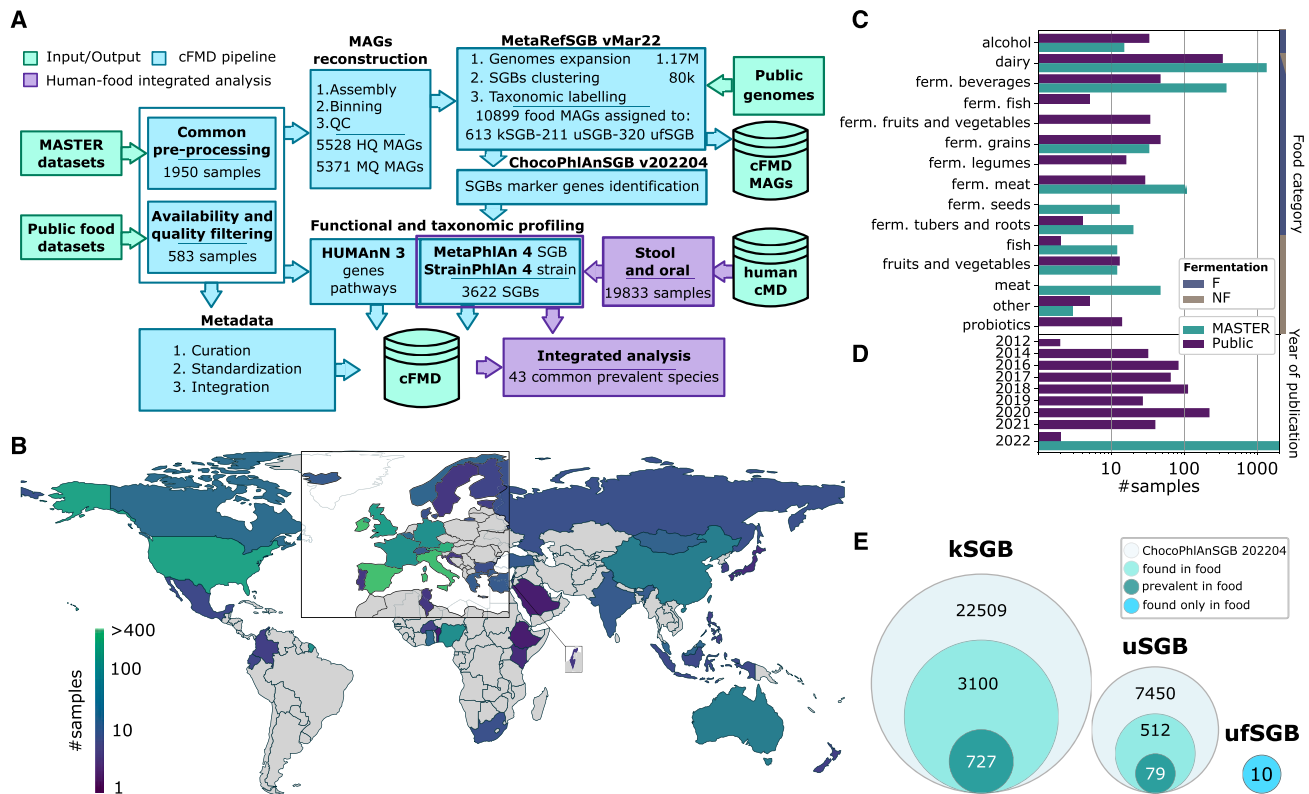 A
Input/Output
cFMD pipeline
Human-food integrated analysis
MASTER
datasets
Public food
datasets
Common
pre-processing
1950 samples
Availability and
quality filtering
583 samples
MAGs
reconstruction
1.Assembly
2.Binning
3.QC
5528 HQ MAGs
5371 MQ MAGs
MetaRefSGB vMar22
1. Genomes expansion 1.17M
2. SGBs clustering 80k
3. Taxonomic labelling
10899 food MAGs assigned to:
613 kSGB-211 uSGB-320 ufSGB
Public
genomes
cFMD
MAGs
ChocoPhlAnSGB v202204
SGBs marker genes identification
Functional and taxonomic profiling
HUMAnN 3
genes
pathways
MetaPhlAn 4 SGB
StrainPhlAn 4 strain
3622 SGBs
Stool
and oral
19833 samples
human
cMD
Metadata
1. Curation
2. Standardization
3. Integration
cFMD
Integrated analysis
43 common prevalent species
B
#samples
>400
100
10
1
C
alcohol
dairy
ferm. beverages
ferm. fish
ferm. fruits and vegetables
ferm. grains
ferm. legumes
ferm. meat
ferm. seeds
ferm. tubers and roots
fish
fruits and vegetables
meat
other
probiotics
Food category
Fermentation
F
NF
MASTER
Public
D
2012
2014
2016
2017
2018
2019
2020
2021
2022
Year of publication
10 100 1000
#samples
E
ChocoPhlAnSGB 202204
found in food
prevalent in food
found only in food
kSGB
22509
3100
727
uSGB
7450
512
79
ufSGB
10